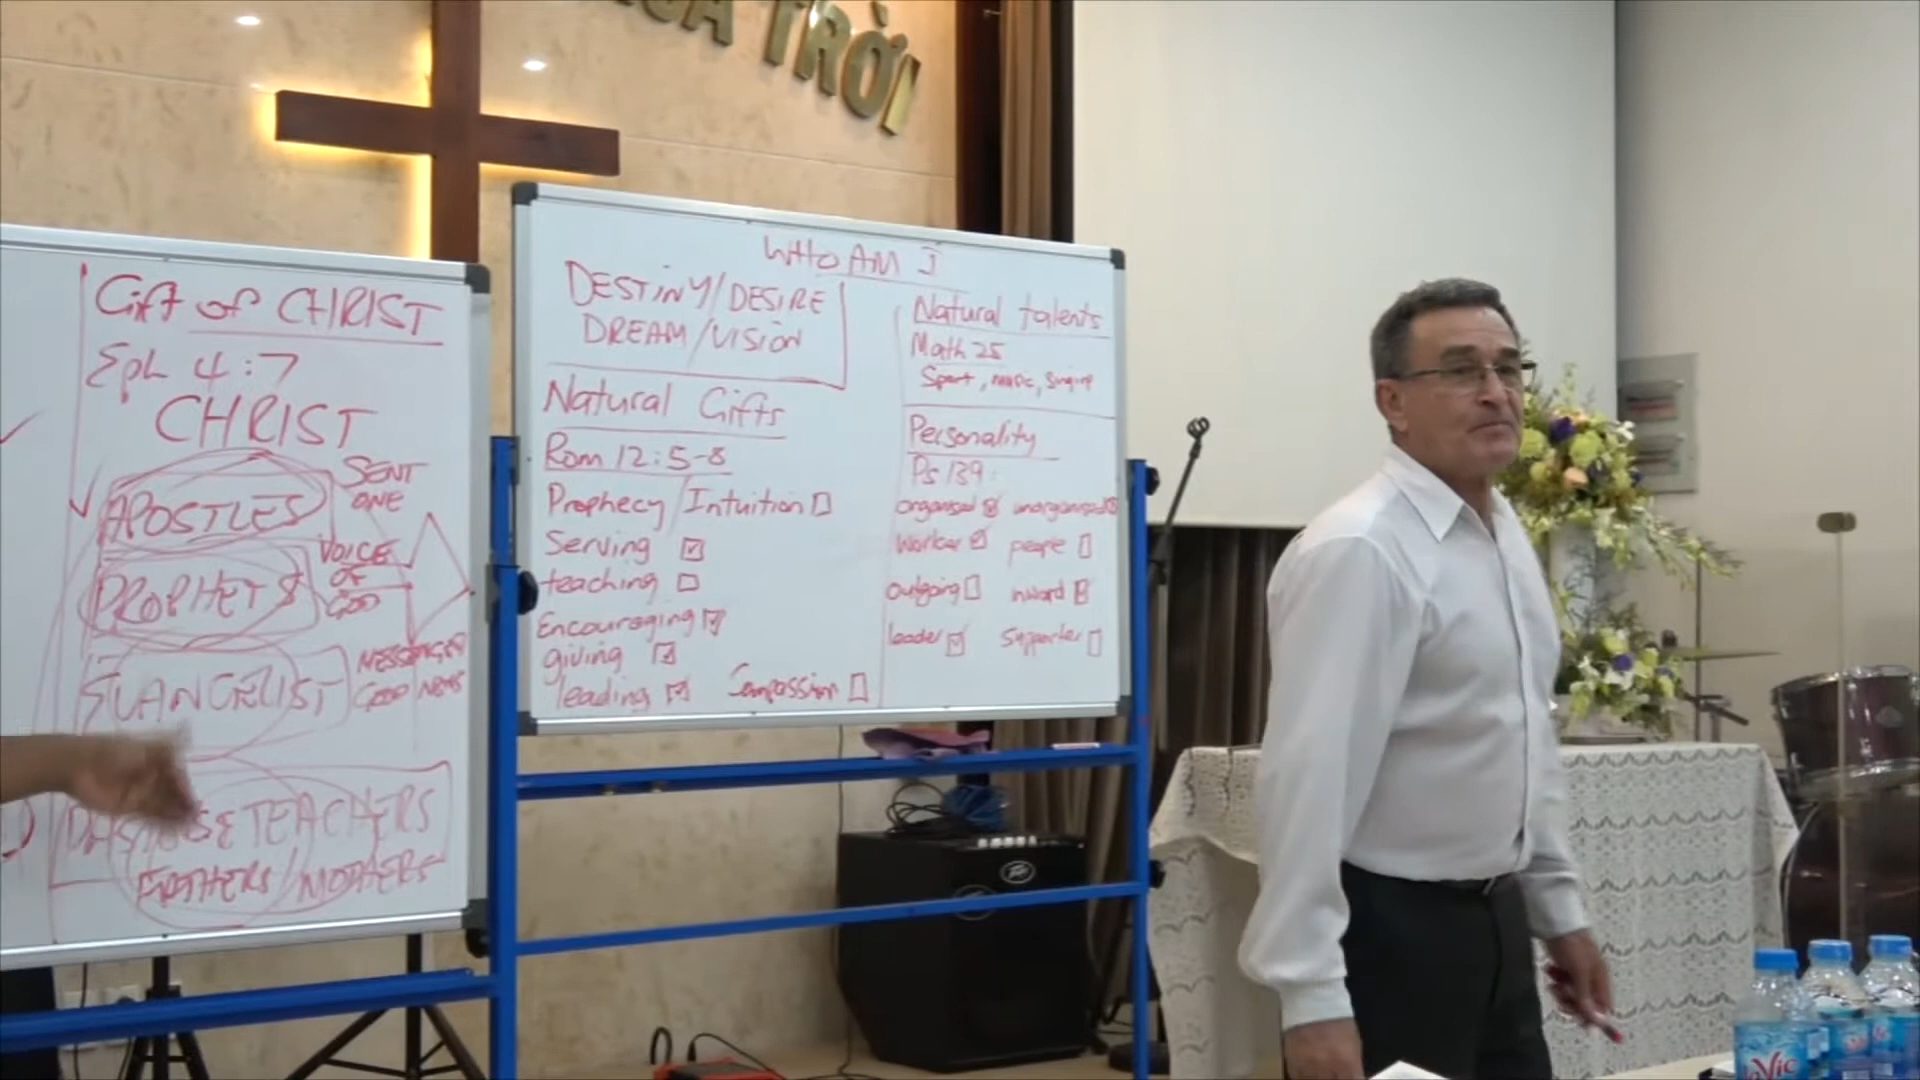 TRỜI
Gift of CHRIST
Eph 4:7
CHRIST
APOSTLES
SENT
ONE
PROPHETS
VOICE
OF
GOD
EVANGELIST
MESSENGER
GOOD NEWS
TEACHERS
FATHERS/MOTHERS
WHO AM I
DESTINY/DESIRE
DREAM/VISION
Natural Gifts
Rom 12:5-8
Prophecy/Intuition
Serving
teaching
Encouraging
giving
leading
Compassion
Natural talents
Math 25
Sport, music, singing
Personality
Ps 139:
organised unorganised
Worker people
outgoing inward
leader supporter
Peavey
LaVie